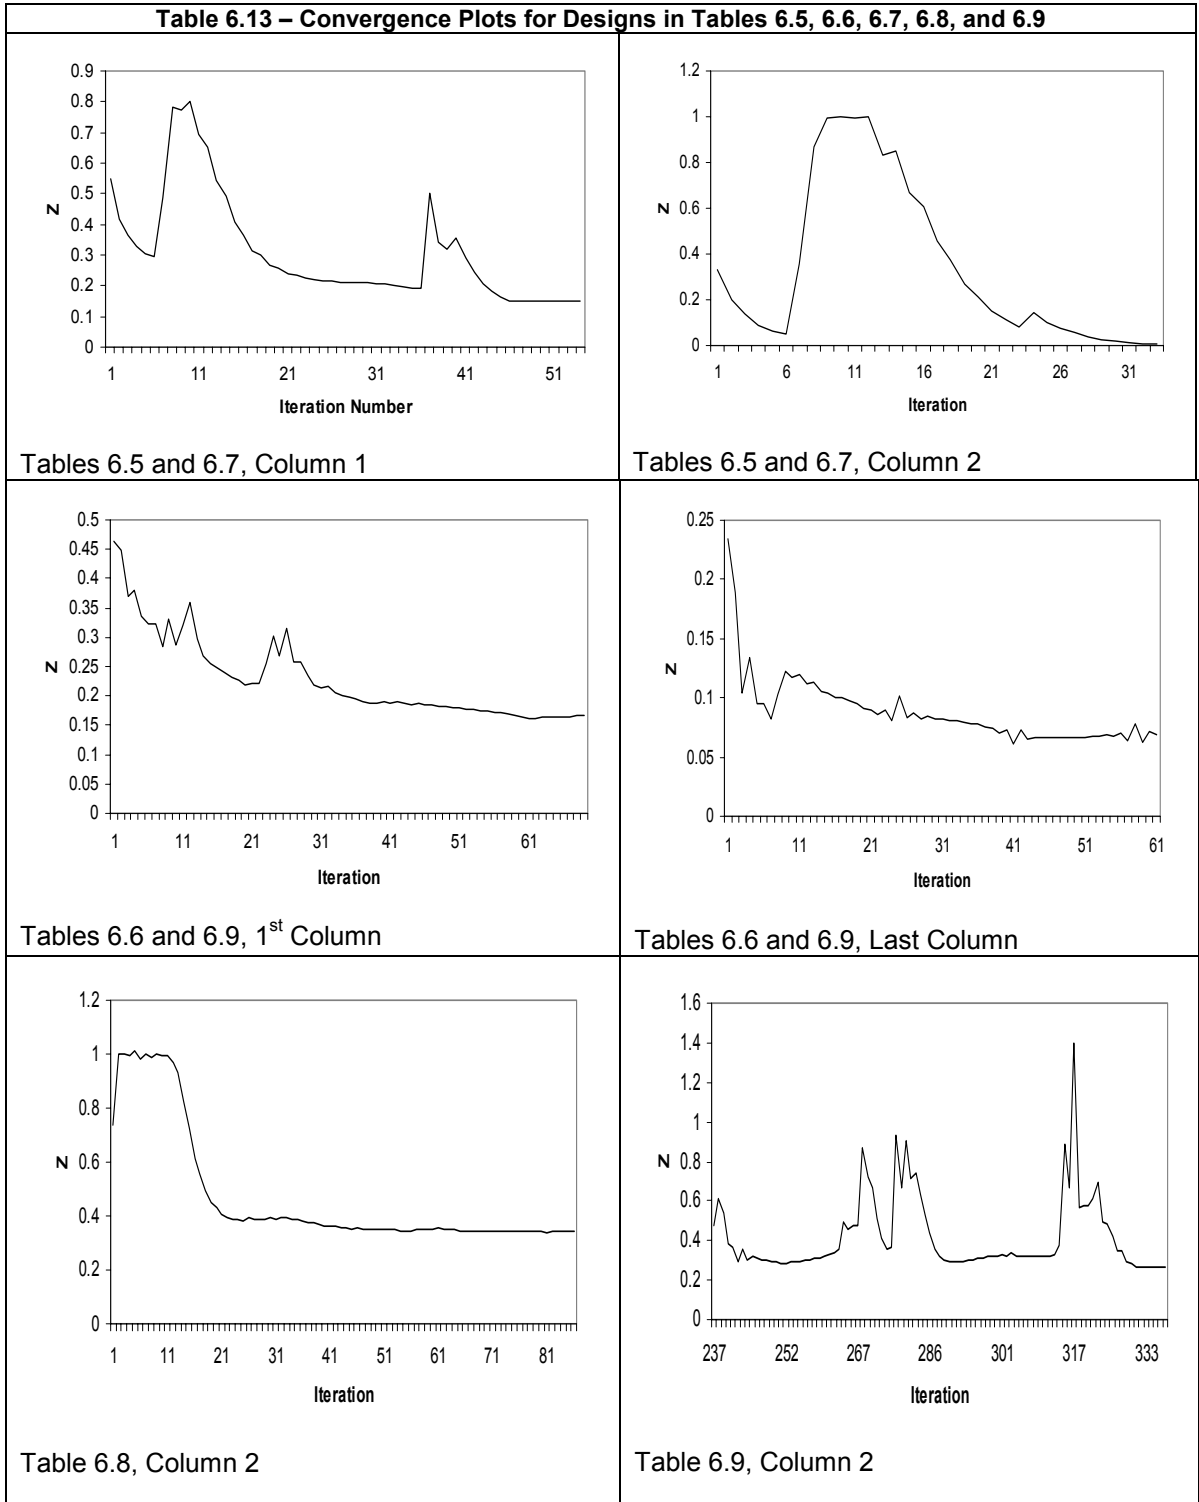 Table 6.13 – Convergence Plots for Designs in Tables 6.5, 6.6, 6.7, 6.8, and 6.9
0.9
0.8
0.7
0.6
0.5
0.4
0.3
0.2
0.1
0
z
1 11 21 31 41 51
Iteration Number
Tables 6.5 and 6.7, Column 1
1.2
1
0.8
0.6
0.4
0.2
0
z
1 6 11 16 21 26 31
Iteration
Tables 6.5 and 6.7, Column 2
0.5
0.45
0.4
0.35
0.3
0.25
0.2
0.15
0.1
0.05
0
z
1 11 21 31 41 51 61
Iteration
Tables 6.6 and 6.9, 1st Column
0.25
0.2
0.15
0.1
0.05
0
z
1 11 21 31 41 51 61
Iteration
Tables 6.6 and 6.9, Last Column
1.2
1
0.8
0.6
0.4
0.2
0
z
1 11 21 31 41 51 61 71 81
Iteration
Table 6.8, Column 2
1.6
1.4
1.2
1
0.8
0.6
0.4
0.2
0
z
237 252 267 286 301 317 333
Iteration
Table 6.9, Column 2